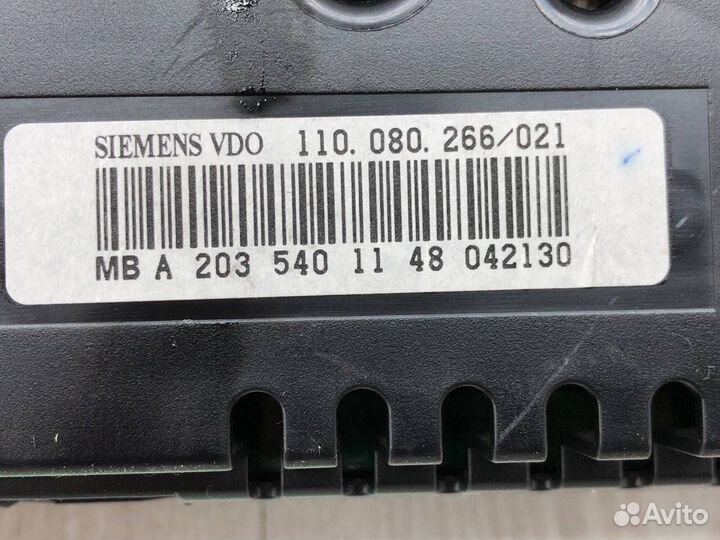 SIEMENS VDO 110.080.266/021
MB A 203 540 11 48 042130
Avito